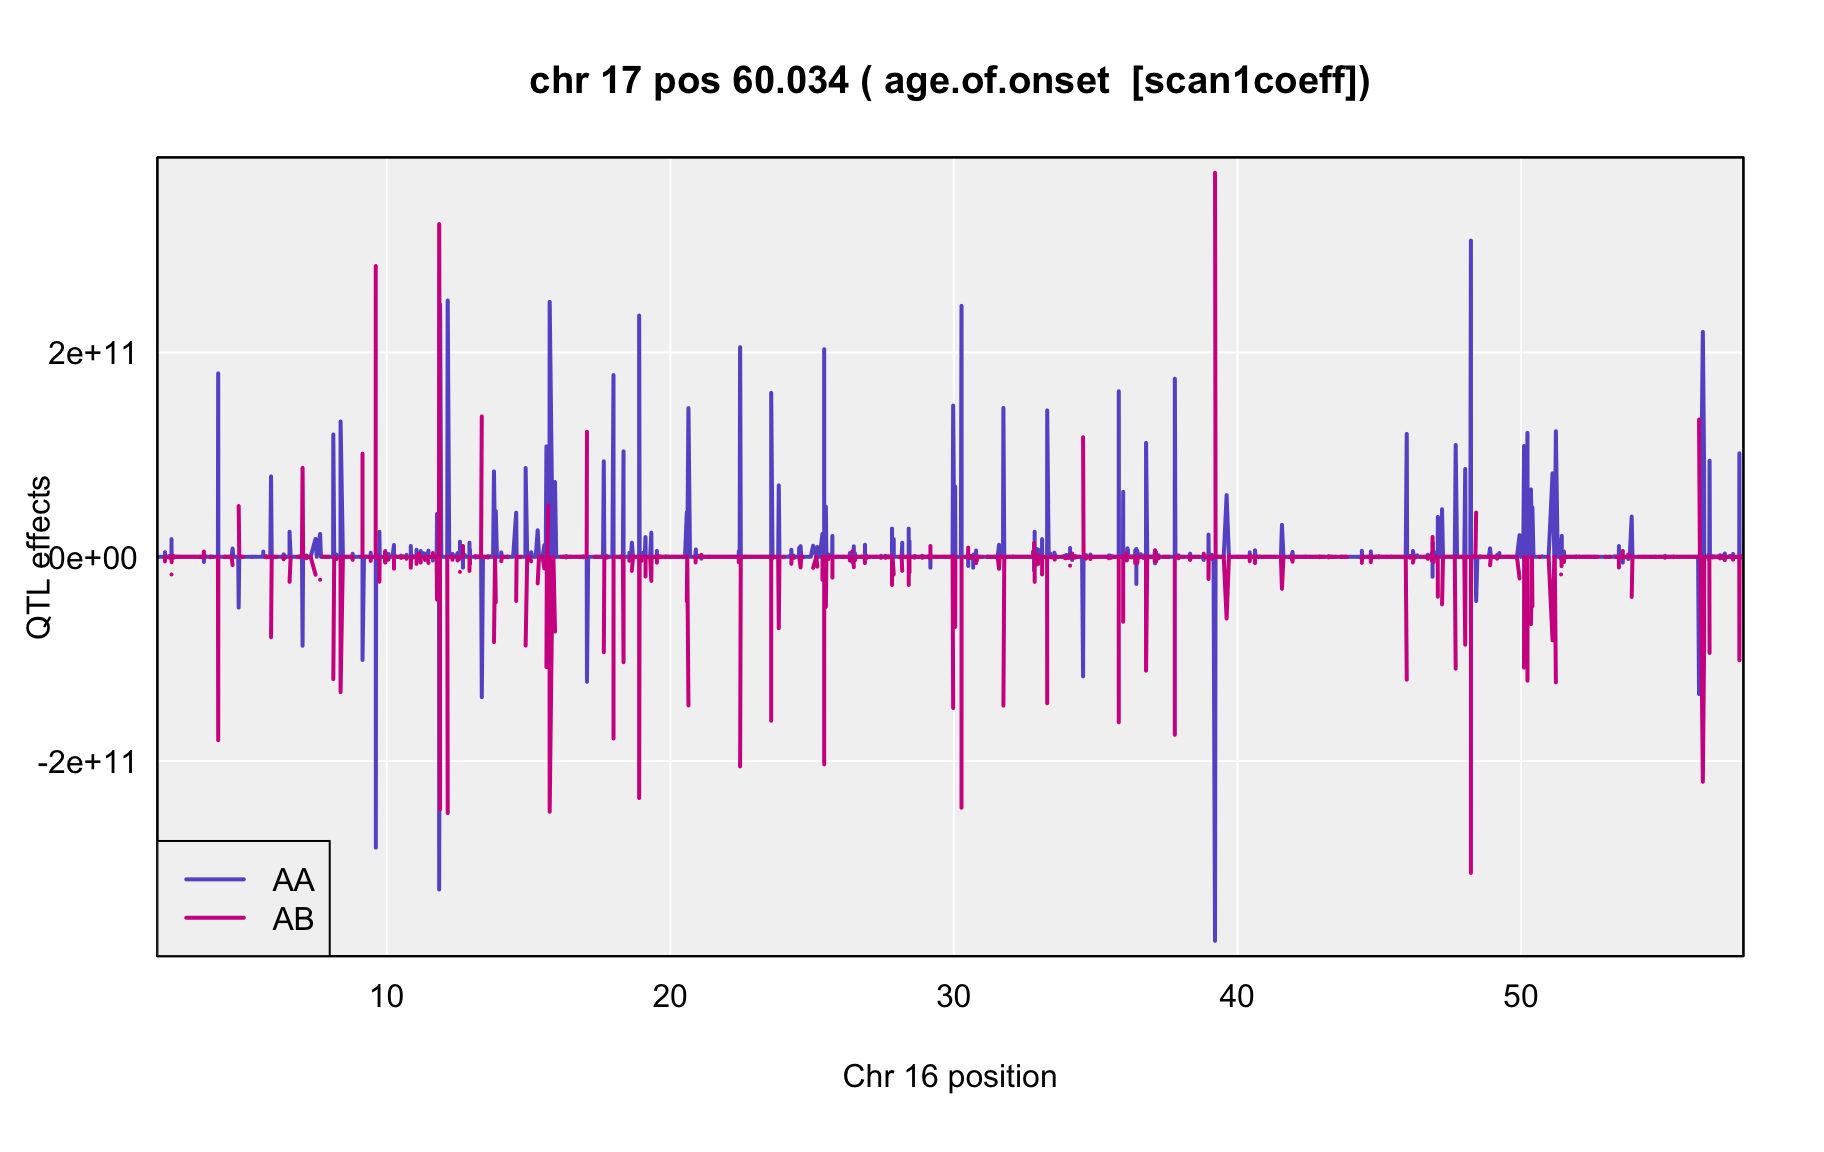 chr 17 pos 60.034 ( age.of.onset  [scan1coeff])
QTL effects
2e+11
0e+00
-2e+11
AA
AB
10 20 30 40 50
Chr 16 position